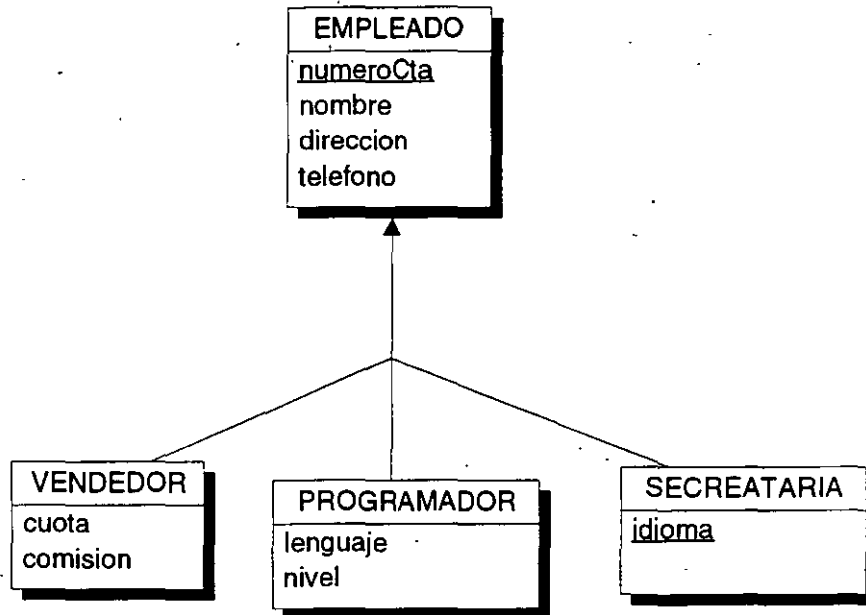 EMPLEADO
numeroCta
nombre
direccion
telefono
VENDEDOR
cuota
comision
PROGRAMADOR
lenguaje
nivel
SECREATARIA
idioma